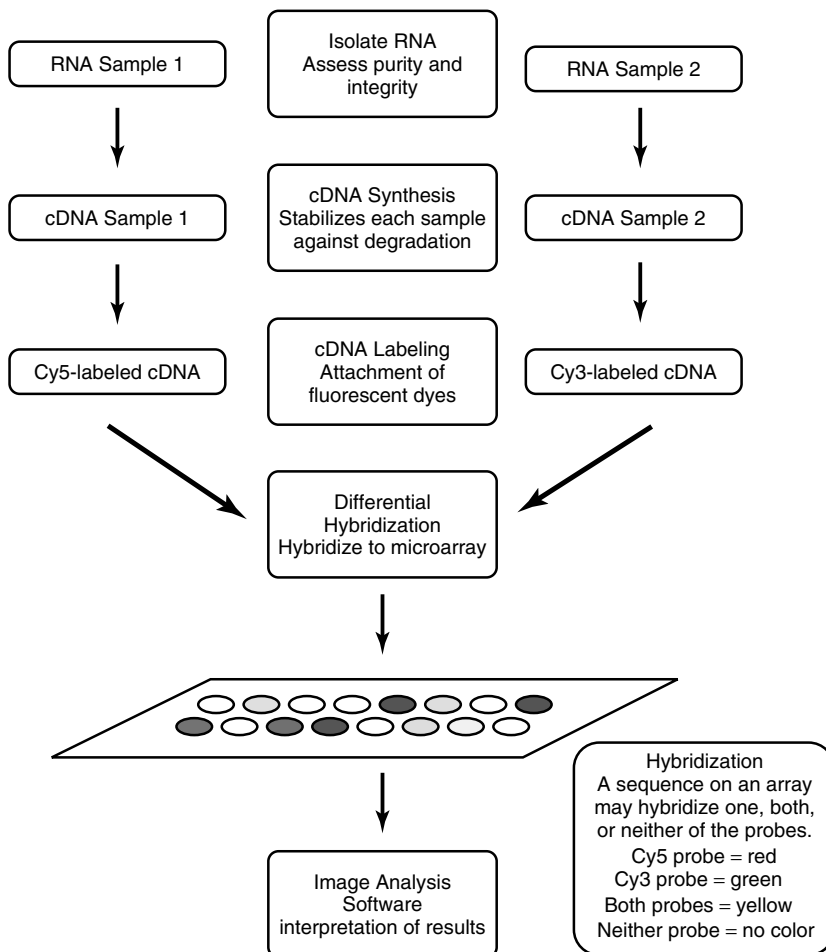 RNA Sample 1
Isolate RNA
Assess purity and
integrity
RNA Sample 2
cDNA Sample 1
cDNA Synthesis
Stabilizes each sample
against degradation
cDNA Sample 2
Cy5-labeled cDNA
cDNA Labeling
Attachment of
fluorescent dyes
Cy3-labeled cDNA
Differential
Hybridization
Hybridize to microarray
Hybridization
A sequence on an array
may hybridize one, both,
or neither of the probes.
Cy5 probe = red
Cy3 probe = green
Both probes = yellow
Neither probe = no color
Image Analysis
Software
interpretation of results